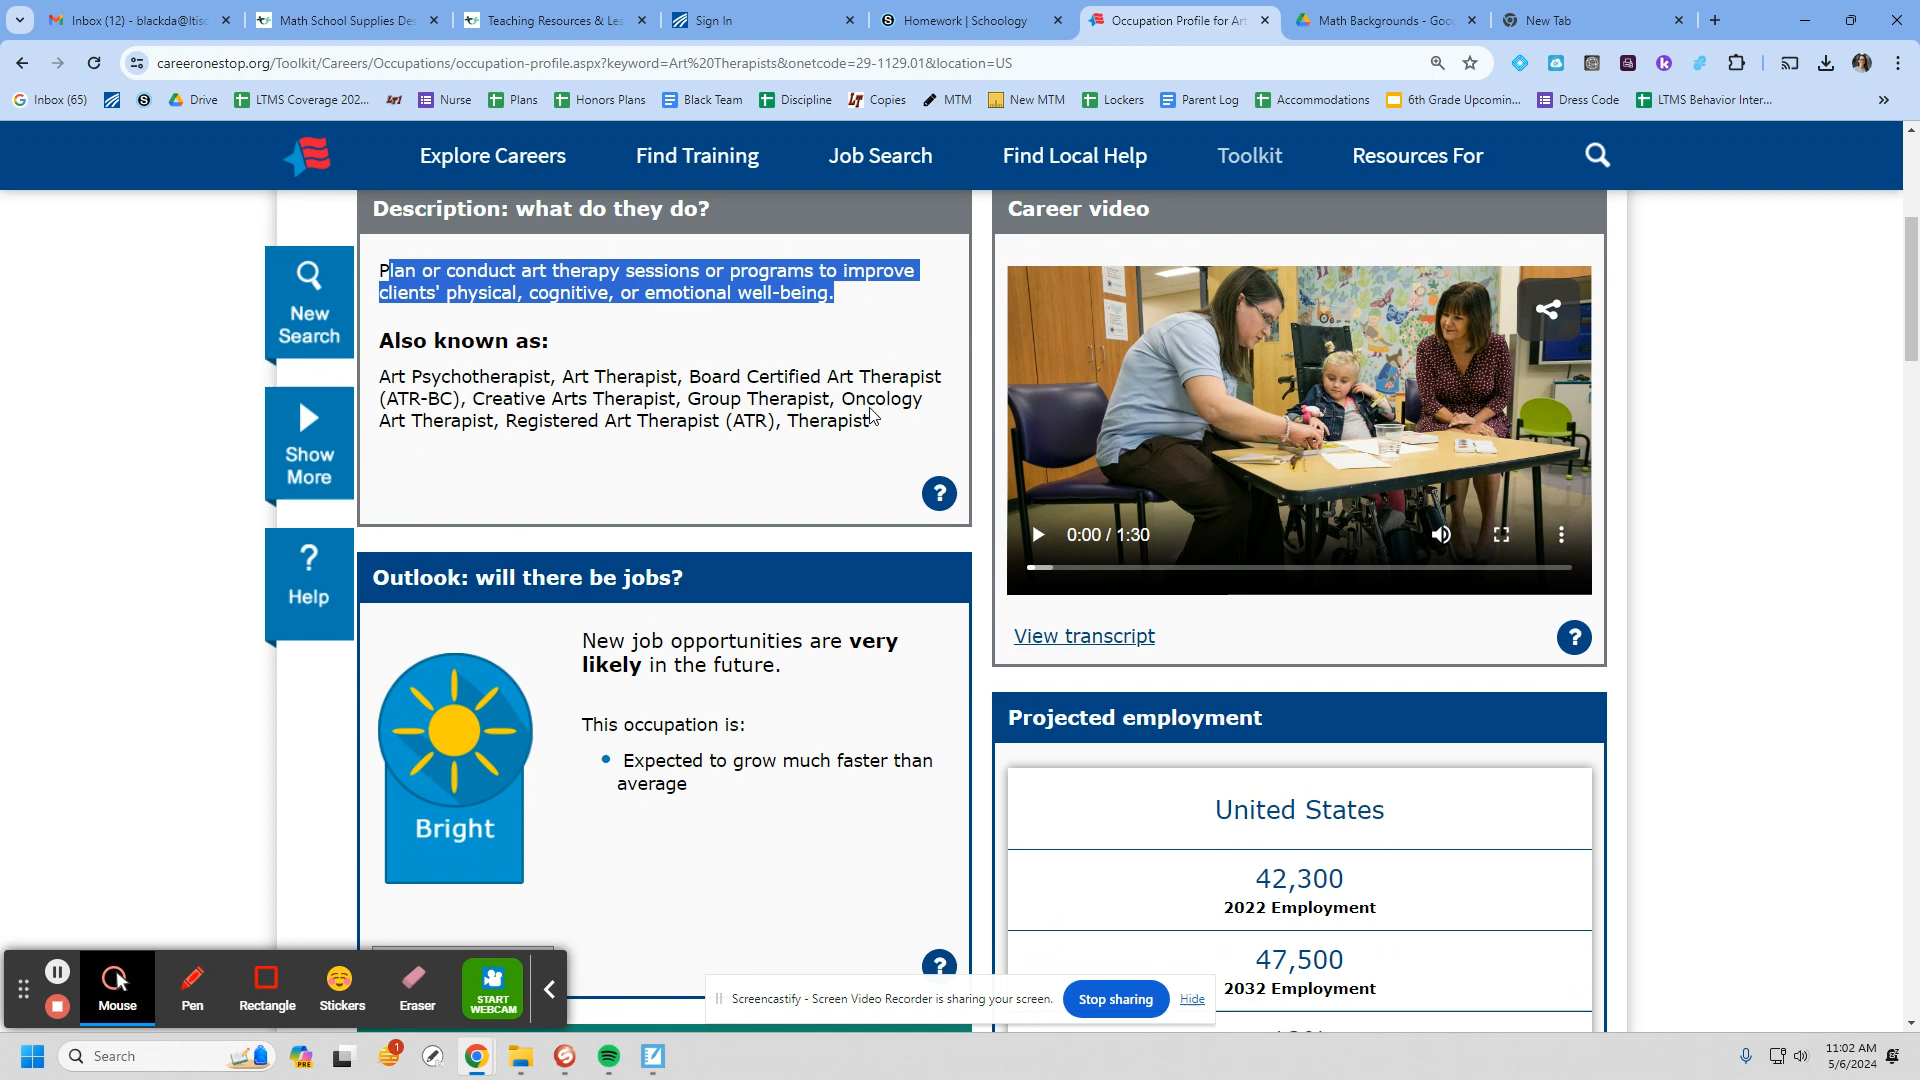 Inbox (12) - blackda@ltisc
Math School Supplies Des
Teaching Resources & Les
Sign In
Homework | Schoology
Occupation Profile for Art
Math Backgrounds - Goo
New Tab
careeronestop.org/Toolkit/Careers/Occupations/occupation-profile.aspx?keyword=Art%20Therapists&onetcode=29-1129.01&location=US
Inbox (65)
Drive
LTMS Coverage 202...
Nurse
Plans
Honors Plans
Black Team
Discipline
Copies
MTM
New MTM
Lockers
Parent Log
Accommodations
6th Grade Upcomin...
Dress Code
LTMS Behavior Inter...
Explore Careers
Find Training
Job Search
Find Local Help
Toolkit
Resources For
New
Search
Show
More
?
Help
Description: what do they do?
Plan or conduct art therapy sessions or programs to improve
clients' physical, cognitive, or emotional well-being.
Also known as:
Art Psychotherapist, Art Therapist, Board Certified Art Therapist
(ATR-BC), Creative Arts Therapist, Group Therapist, Oncology
Art Therapist, Registered Art Therapist (ATR), Therapist
?
Career video
0:00 / 1:30
View transcript
?
Outlook: will there be jobs?
New job opportunities are very
likely in the future.
This occupation is:
Expected to grow much faster than
average
Bright
?
Projected employment
United States
42,300
2022 Employment
47,500
2032 Employment
Mouse
Pen
Rectangle
Stickers
Eraser
START
WEBCAM
Screencastify - Screen Video Recorder is sharing your screen.
Stop sharing
Hide
Search
PRE
1
11:02 AM
5/6/2024